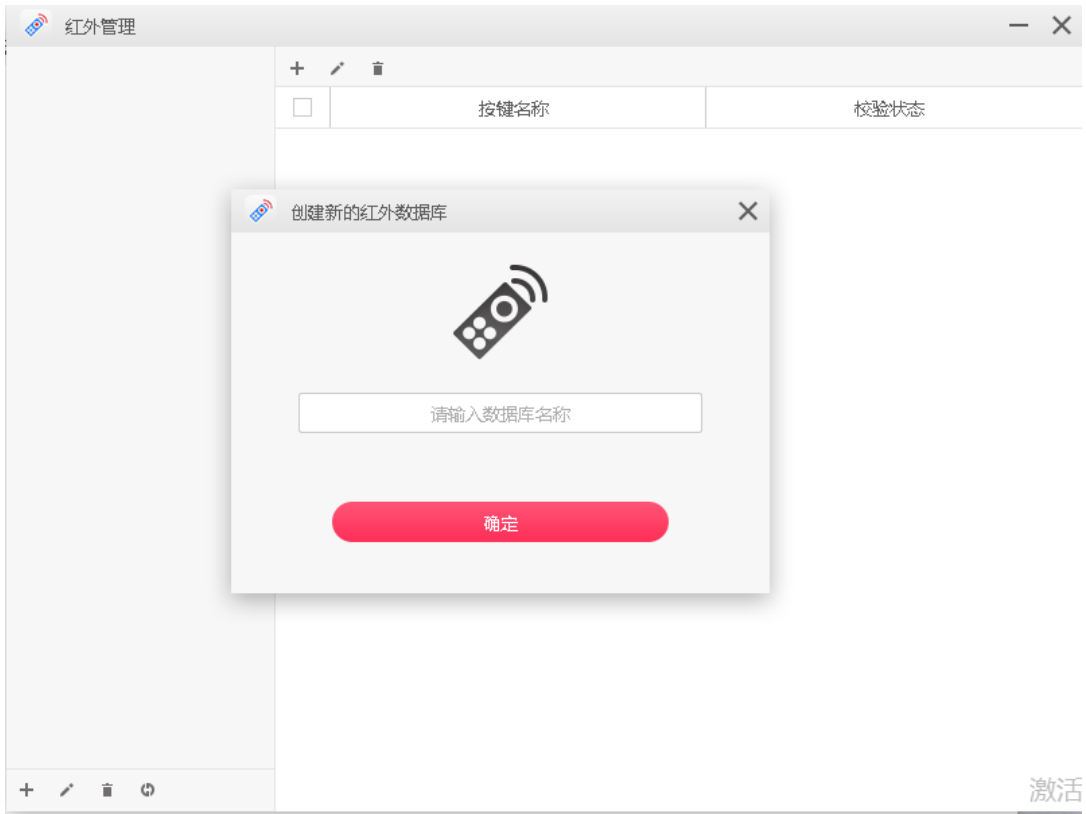 红外管理
按键名称
校验状态
创建新的红外数据库
请输入数据库名称
确定
激活